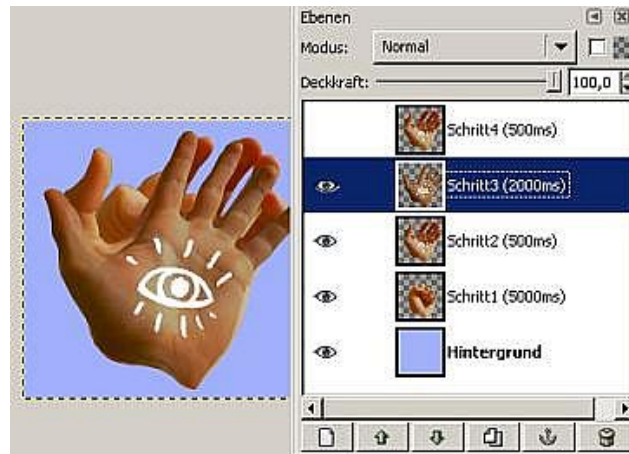 Ebenen
Modus: Normal
Deckkraft: 100,0
Schritt4 (500ms)
Schritt3 (2000ms)
Schritt2 (500ms)
Schritt1 (5000ms)
Hintergrund